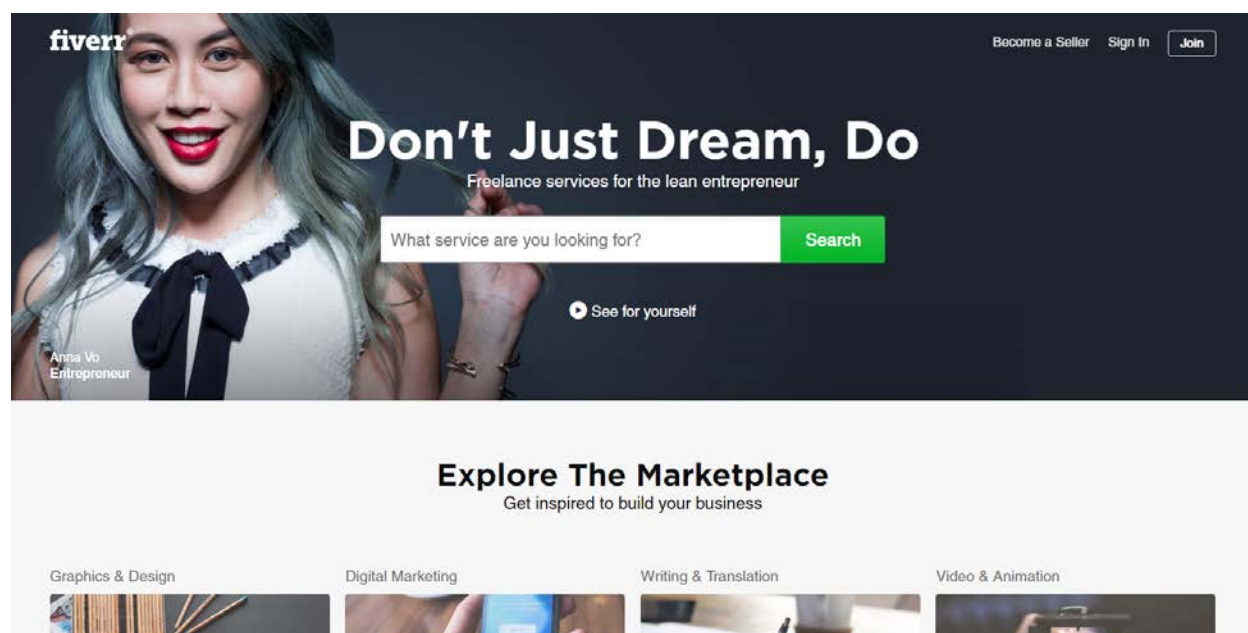 fiverr®
Become a Seller Sign In Join
Don't Just Dream, Do
Freelance services for the lean entrepreneur
What service are you looking for? Search
See for yourself
Anna Vo
Entrepreneur
Explore The Marketplace
Get inspired to build your business
Graphics & Design Digital Marketing Writing & Translation Video & Animation